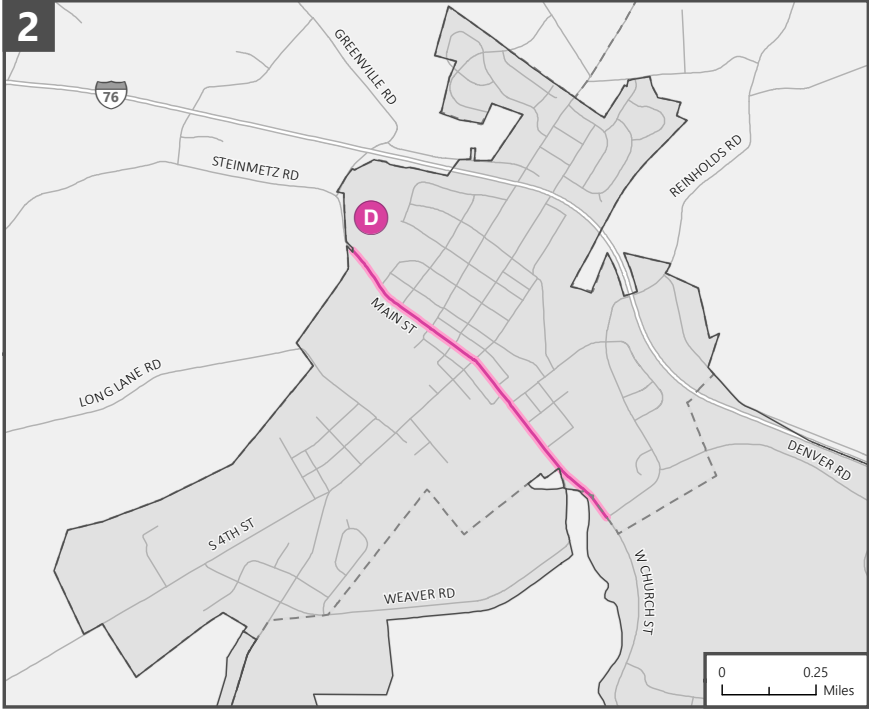 2
GREENVILLE RD
76
STEINMETZ RD
REINHOLDS RD
D
MAIN ST
LONG LANE RD
DENVER RD
S 4TH ST
W CHURCH ST
WEAVER RD
0 0.25
Miles